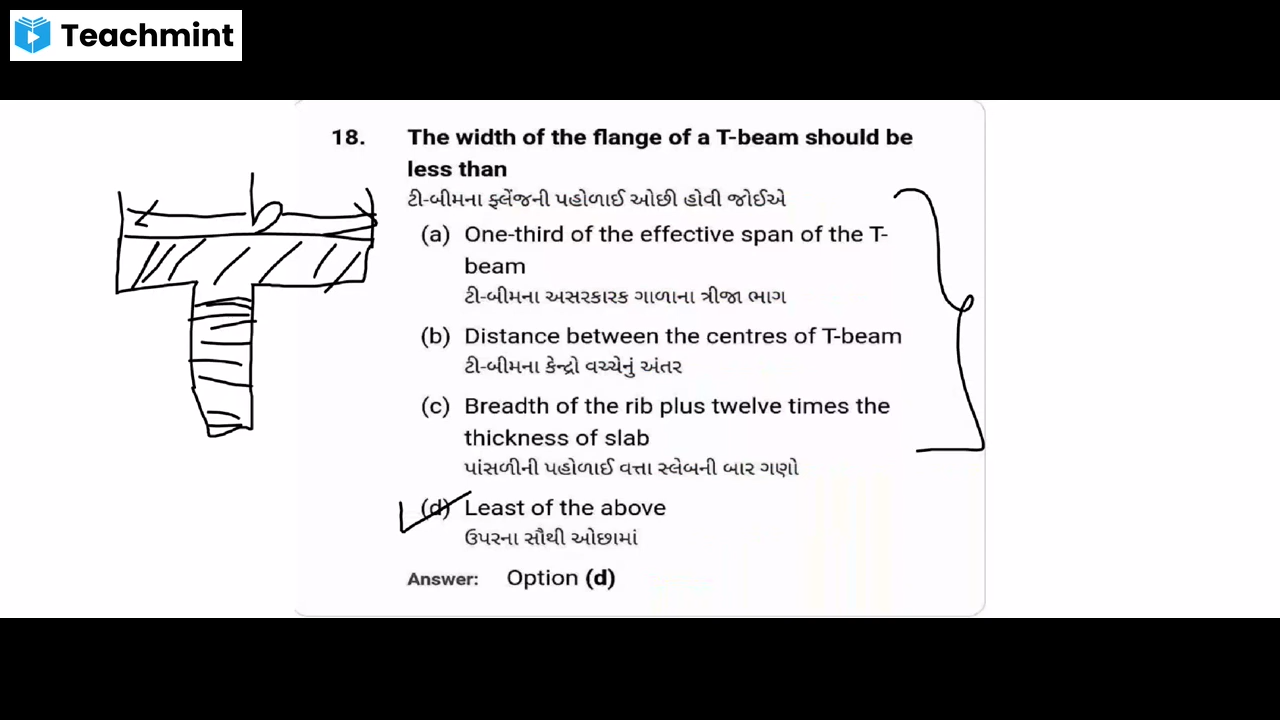 Teachmint
18. The width of the flange of a T-beam should be
less than
ટી-બીમના ફ્લેંજની પહોળાઈ ઓછી હોવી જોઈએ
(a) One-third of the effective span of the T-
beam
ટી-બીમના અસરકારક ગાળાના ત્રીજા ભાગ
(b) Distance between the centres of T-beam
ટી-બીમના કેન્દ્રો વચ્ચેનું અંતર
(c) Breadth of the rib plus twelve times the
thickness of slab
પાંસળીની પહોળાઈ વત્તા સ્લેબની બાર ગણો
(d) Least of the above
ઉપરના સૌથી ઓછામાં
Answer: Option (d)
b